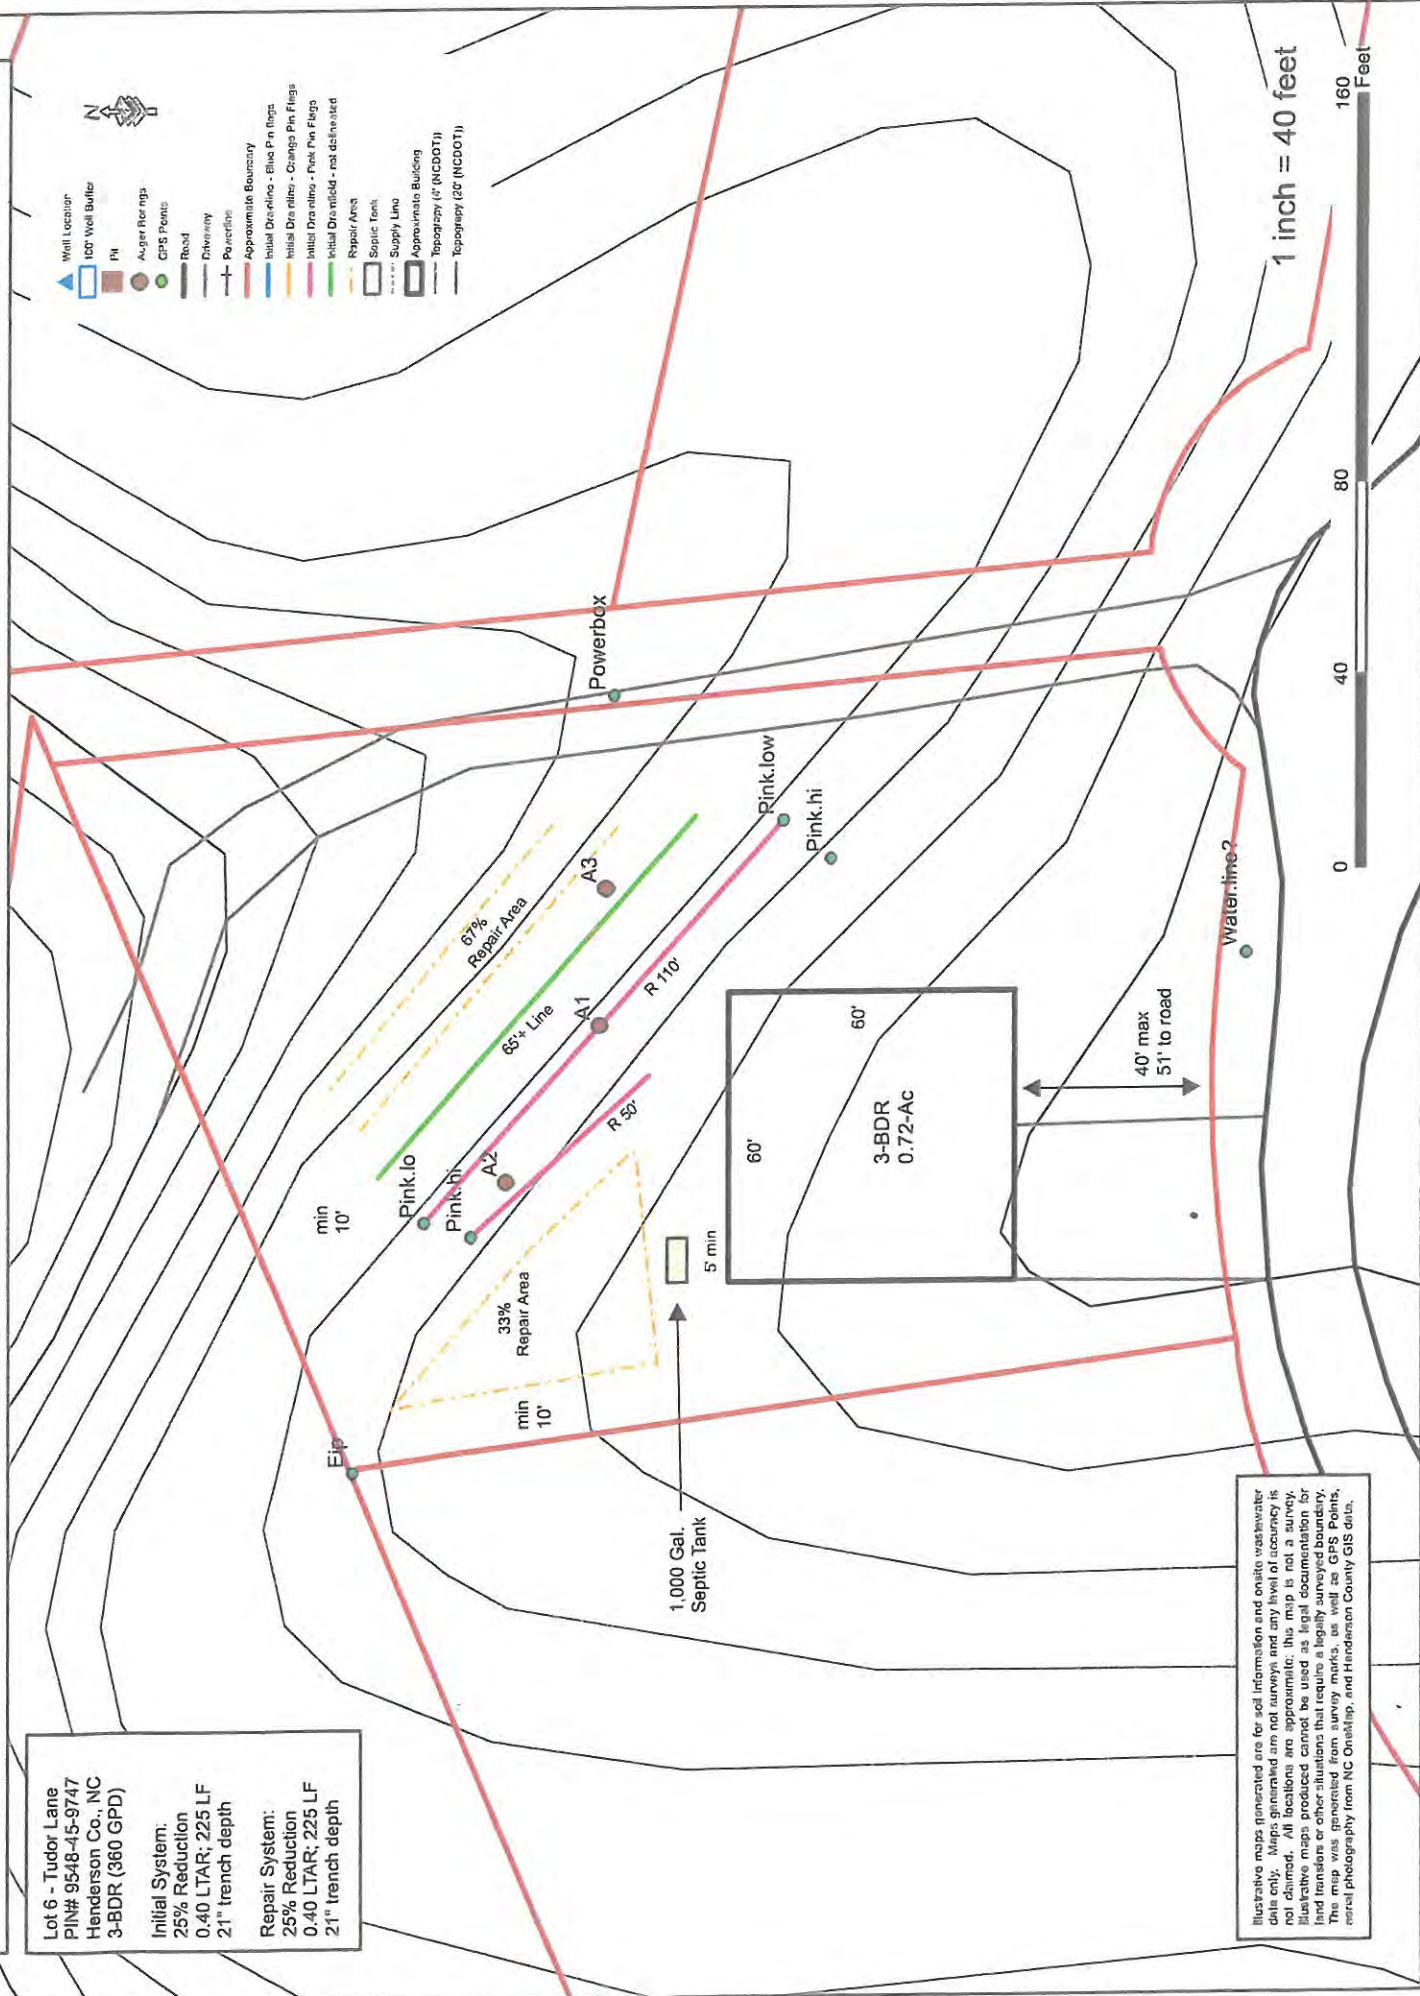 Lot 6 - Tudor Lane
PIN# 9548-45-9747
Henderson Co., NC
3-BDR (360 GPD)
Initial System:
25% Reduction
0.40 LTAR; 225 LF
21" trench depth
Repair System:
25% Reduction
0.40 LTAR; 225 LF
21" trench depth
N
Well Location
100' Well Buffer
Pit
Auger Borings
GPS Points
Road
Driveway
Powerline
Approximate Boundary
Initial Drainline - Blue Pin flags
Initial Drainline - Orange Pin Flags
Initial Drainline - Pink Pin Flags
Initial Drainfield - not delineated
Repair Area
Septic Tank
Supply Line
Approximate Building
Topograpy (4' (NCDOT))
Topograpy (20' (NCDOT))
Eip
min
10'
Pink.lo
Pink.hi
A2
65'+ Line
A1
67%
Repair Area
A3
Powerbox
R 110'
R 50'
Pink.low
Pink.hi
33%
Repair Area
min
10'
1,000 Gal.
Septic Tank
5' min
60'
60'
3-BDR
0.72-Ac
40' max
51' to road
Water.line?
1 inch = 40 feet
0
40
80
160
Feet
Illustrative maps generated are for soil information and onsite wastewater
data only. Maps generated are not surveys and any level of accuracy is
not claimed. All locations are approximate; this map is not a survey.
Illustrative maps produced cannot be used as legal documentation for
land transfers or other situations that require a legally surveyed boundary.
The map was generated from survey marks, as well as GPS Points,
aerial photography from NC OneMap, and Henderson County GIS data.